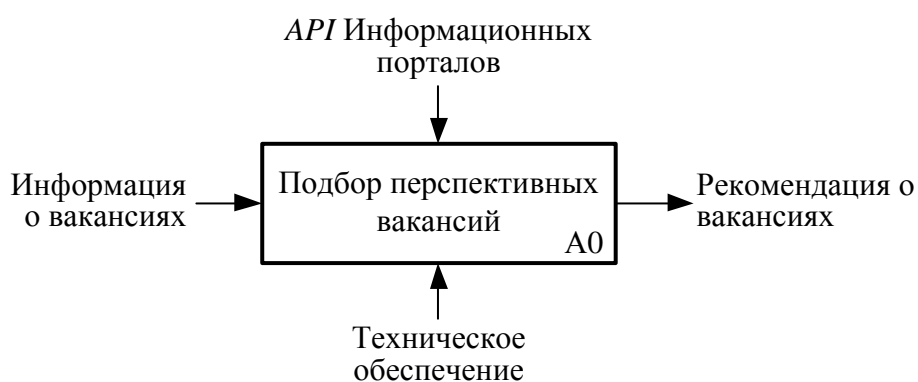 API Информационных
порталов
Информация
о вакансиях
Подбор перспективных
вакансий
A0
Рекомендация о
вакансиях
Техническое
обеспечение